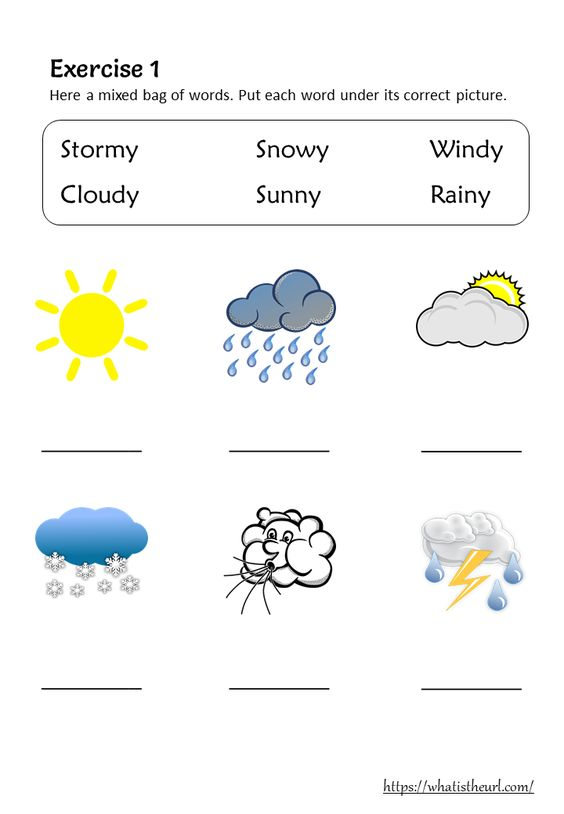 Exercise 1
Here a mixed bag of words. Put each word under its correct picture.
Stormy Snowy Windy
Cloudy Sunny Rainy
https://whatistheurl.com/